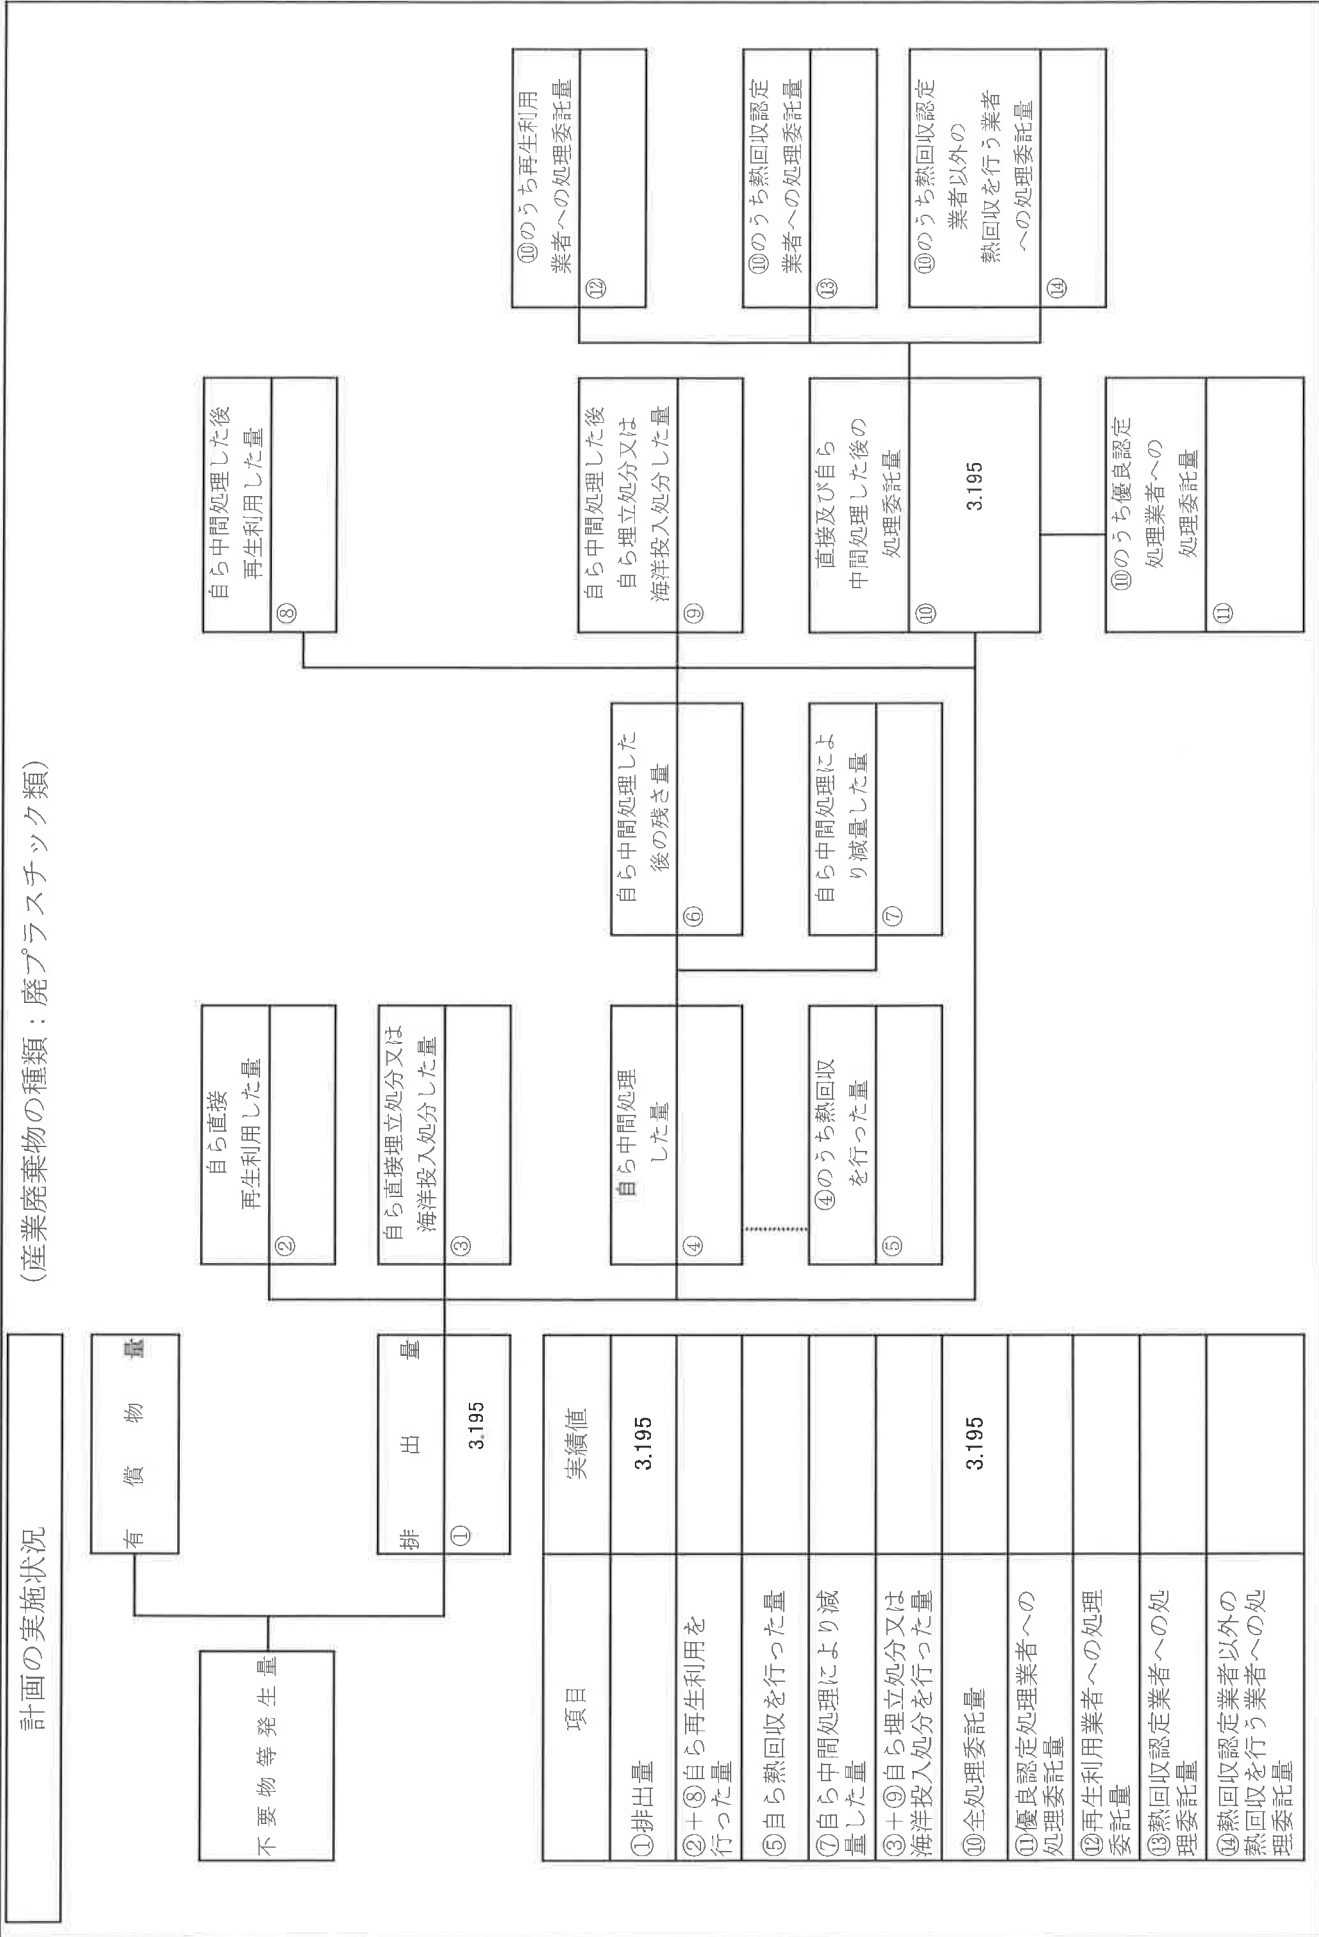 計画の実施状況
(産業廃棄物の種類：廃プラスチック類)
不要物等発生量
有償物量
排出量
①
3.195
自ら直接
再生利用した量
②
自ら直接埋立処分又は
海洋投入処分した量
③
自ら中間処理
した量
④
④のうち熱回収
を行った量
⑤
自ら中間処理した
後の残さ量
⑥
自ら中間処理によ
り減量した量
⑦
自ら中間処理した後
再生利用した量
⑧
自ら中間処理した後
自ら埋立処分又は
海洋投入処分した量
⑨
直接及び自ら
中間処理した後の
処理委託量
⑩
3.195
⑩のうち優良認定
処理業者への
処理委託量
⑪
⑩のうち再生利用
業者への処理委託量
⑫
⑩のうち熱回収認定
業者への処理委託量
⑬
⑩のうち熱回収認定
業者以外の
熱回収を行う業者
への処理委託量
⑭
項目 実績値
①排出量 3.195
②＋⑧自ら再生利用を
行った量
⑤自ら熱回収を行った量
⑦自ら中間処理により減
量した量
③＋⑨自ら埋立処分又は
海洋投入処分を行った量
⑩全処理委託量 3.195
⑪優良認定処理業者への
処理委託量
⑫再生利用業者への処理
委託量
⑬熱回収認定業者への処
理委託量
⑭熱回収認定業者以外の
熱回収を行う業者への処
理委託量